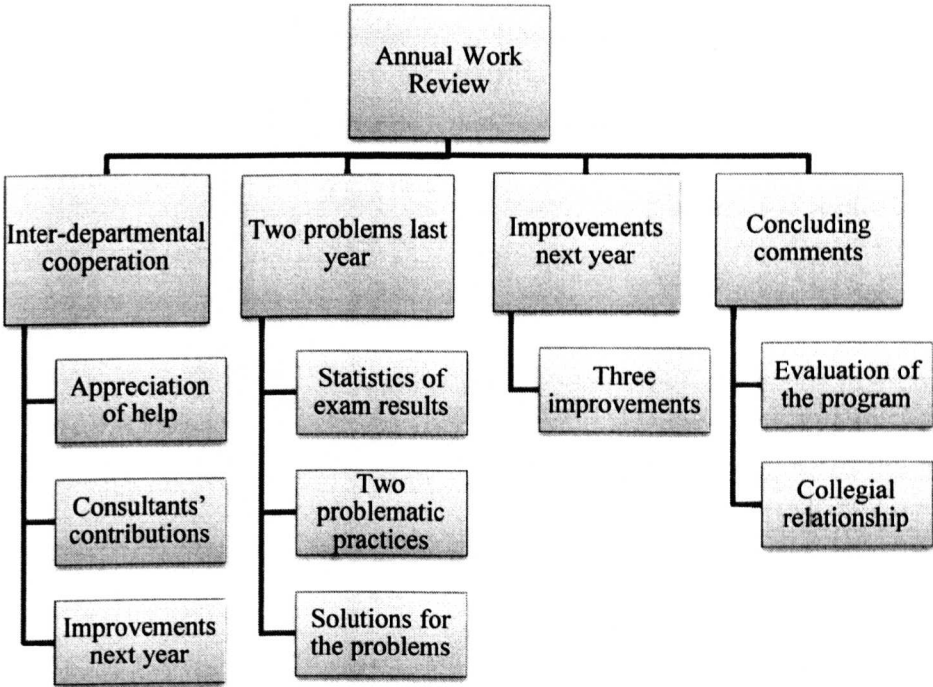 Annual Work
Review
Inter-departmental
cooperation
Appreciation
of help
Consultants'
contributions
Improvements
next year
Two problems last
year
Statistics of
exam results
Two
problematic
practices
Solutions for
the problems
Improvements
next year
Three
improvements
Concluding
comments
Evaluation of
the program
Collegial
relationship